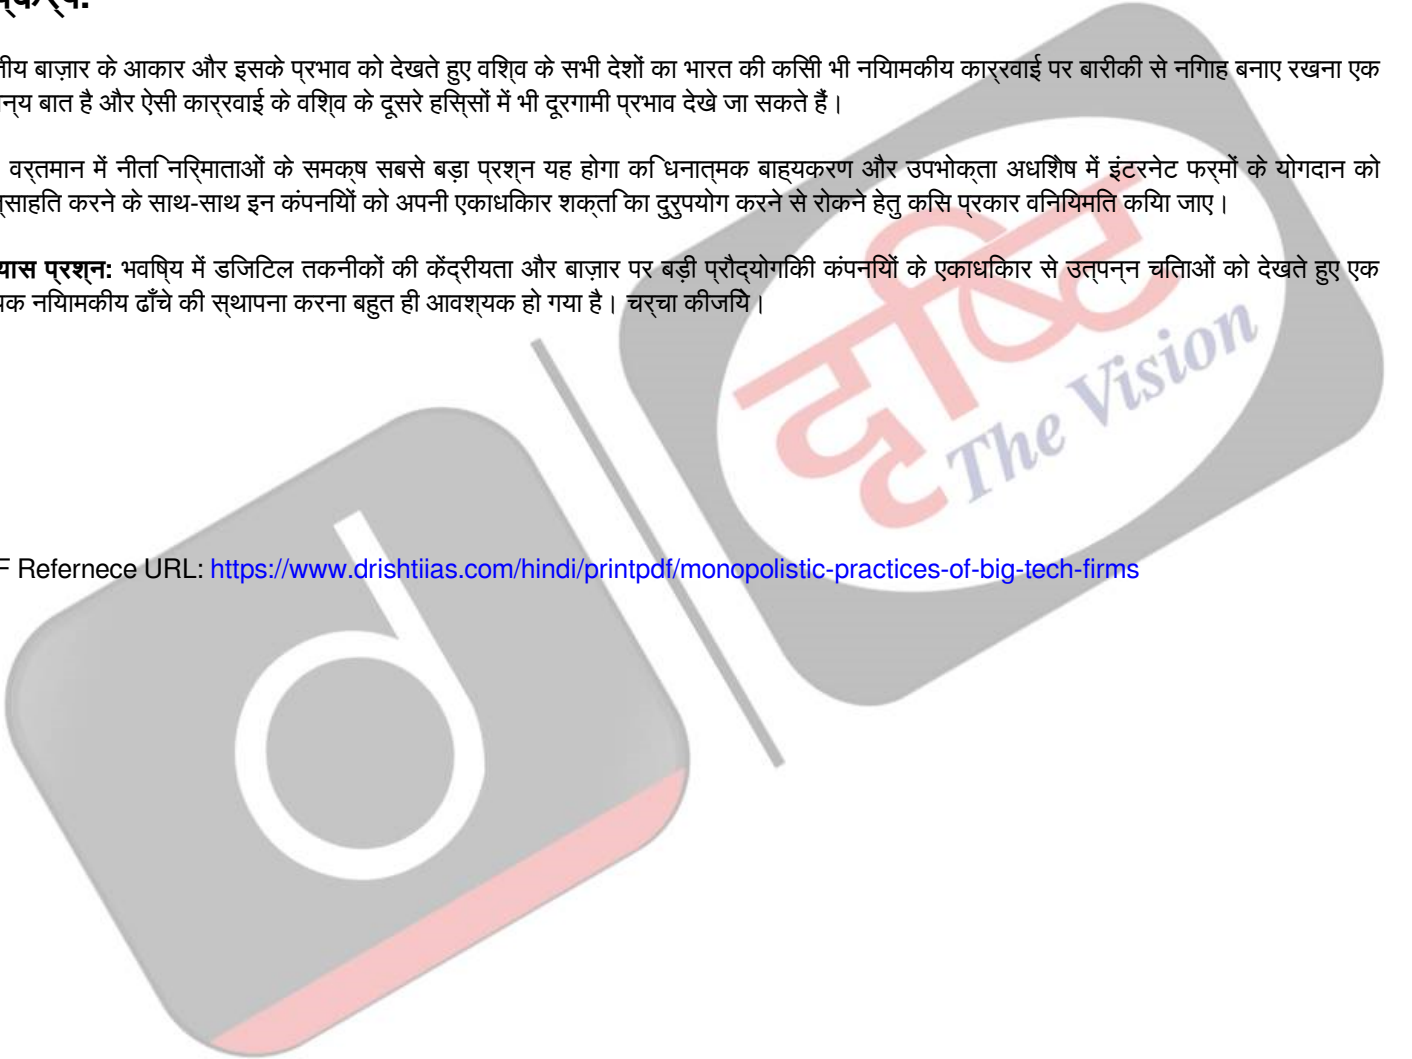 ष्कर्ष:
तीय बाज़ार के आकार और इसके प्रभाव को देखते हुए विश्व के सभी देशों का भारत की किसी भी नियामकीय कार्रवाई पर बारीकी से निगाह बनाए रखना एक
न्य बात है और ऐसी कार्रवाई के विश्व के दूसरे हिस्सों में भी दूरगामी प्रभाव देखे जा सकते हैं।
वर्तमान में नीति निर्माताओं के समक्ष सबसे बड़ा प्रश्न यह होगा कि धनात्मक बाह्यकरण और उपभोक्ता अधिशेष में इंटरनेट फर्मों के योगदान को
साहित करने के साथ-साथ इन कंपनियों को अपनी एकाधिकार शक्ति का दुरुपयोग करने से रोकने हेतु किस प्रकार विनियमित किया जाए।
यास प्रश्न: भविष्य में डिजिटल तकनीकों की केंद्रीयता और बाज़ार पर बड़ी प्रौद्योगिकी कंपनियों के एकाधिकार से उत्पन्न चिंताओं को देखते हुए एक
पक नियामकीय ढाँचे की स्थापना करना बहुत ही आवश्यक हो गया है। चर्चा कीजिये।
दृष्टि
The Vision
F Refernece URL: https://www.drishtiias.com/hindi/printpdf/monopolistic-practices-of-big-tech-firms
d